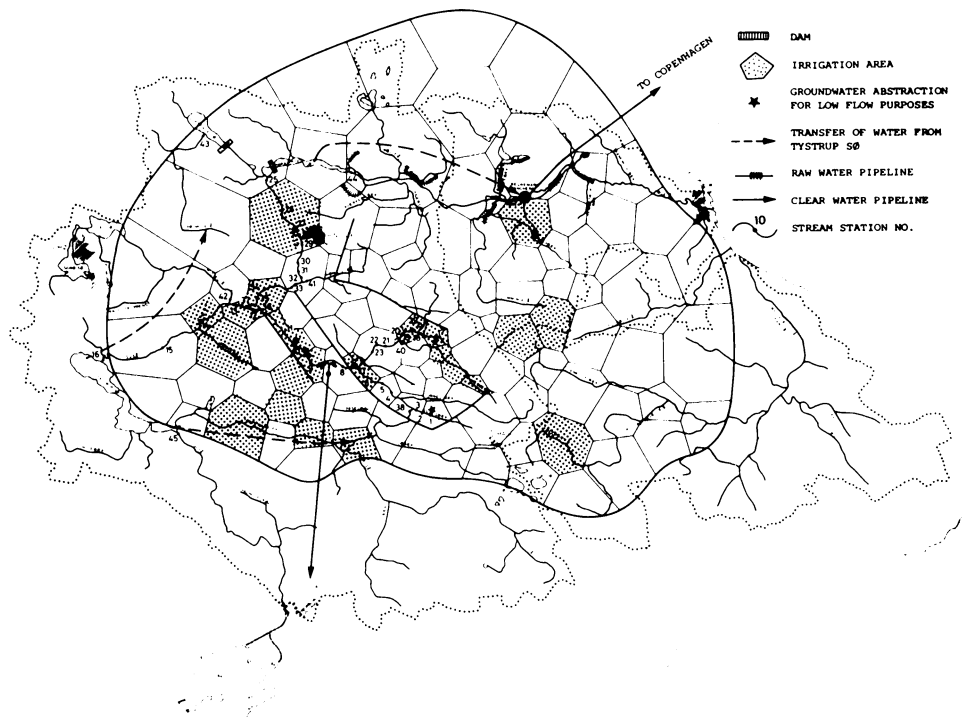 DAM
IRRIGATION AREA
GROUNDWATER ABSTRACTION
FOR LOW FLOW PURPOSES
TRANSFER OF WATER FROM
TYSTRUP SØ
RAW WATER PIPELINE
CLEAR WATER PIPELINE
10
STREAM STATION NO.
TO COPENHAGEN
43
44
30
31
32
33
41
42
16
15
22 21
23
40
8
5
4
38
3
1
45